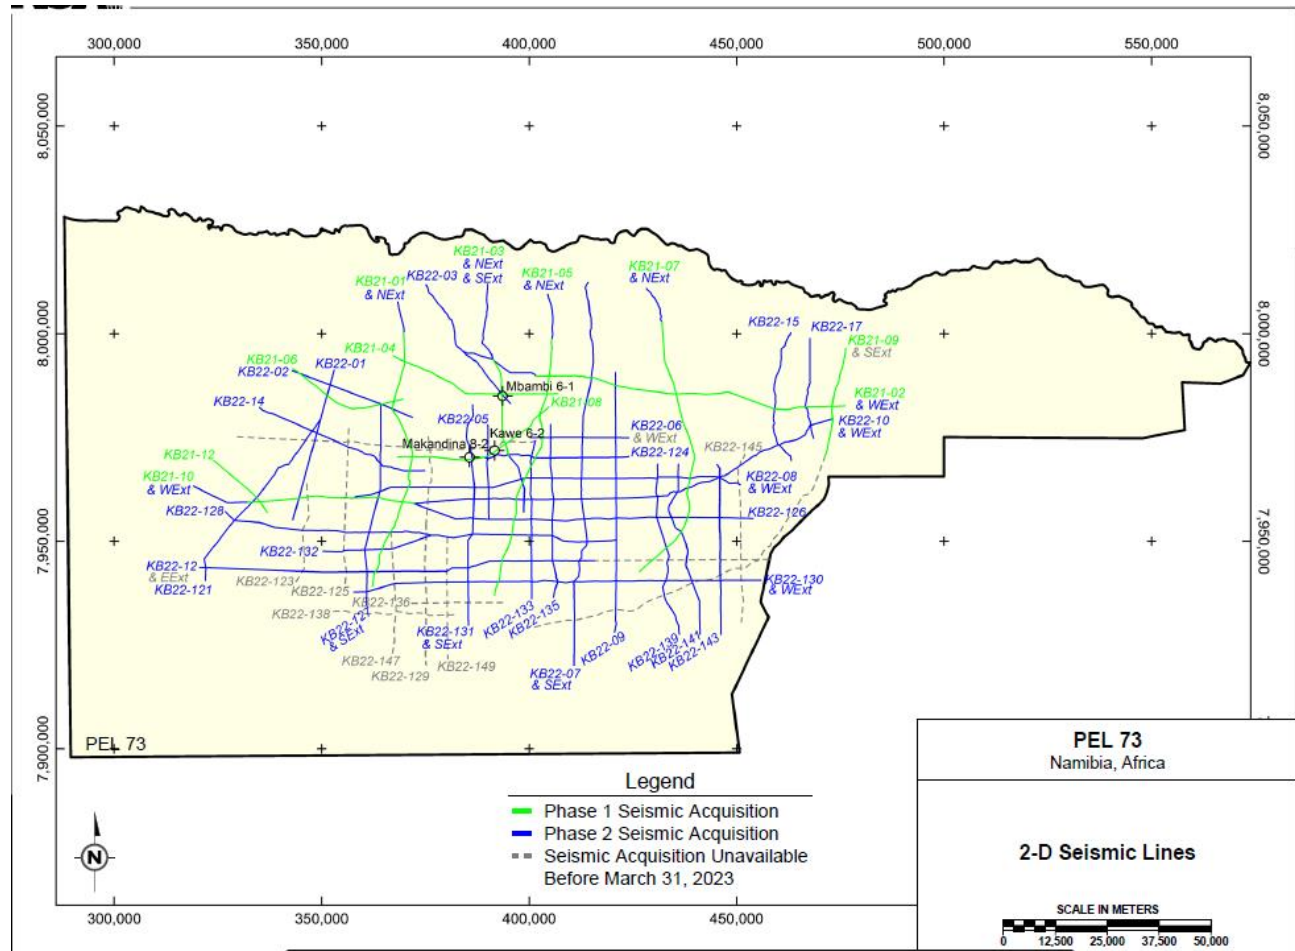 300,000
350,000
400,000
450,000
500,000
550,000
8,050,000
8,050,000
KB21-03
& NExt
& SExt
KB21-01
& NExt
KB22-03
KB21-05
& NExt
KB21-07
& NExt
8,000,000
8,000,000
KB22-15
KB22-17
KB21-09
& SExt
KB21-04
KB21-06
KB22-01
KB22-02
Mbambi 6-1
KB21-08
KB21-02
& WExt
KB22-14
KB22-05
KB22-10
& WExt
Kawe 6-2
KB22-06
& WExt
Makandina 8-2
KB22-124
KB22-145
KB21-12
KB21-10
& WExt
KB22-08
& WExt
KB22-128
KB22-126
7,950,000
7,950,000
KB22-132
KB22-12
& EExt
KB22-121
KB22-123
KB22-125
KB22-130
& WExt
KB22-136
KB22-138
KB22-127
& SExt
KB22-131
& SExt
KB22-133
KB22-135
KB22-09
KB22-139
KB22-141
KB22-143
KB22-147
KB22-129
KB22-149
KB22-07
& SExt
7,900,000
PEL 73
PEL 73
Namibia, Africa
Legend
Phase 1 Seismic Acquisition
Phase 2 Seismic Acquisition
Seismic Acquisition Unavailable
Before March 31, 2023
N
2-D Seismic Lines
SCALE IN METERS
0 12,500 25,000 37,500 50,000
300,000
350,000
400,000
450,000